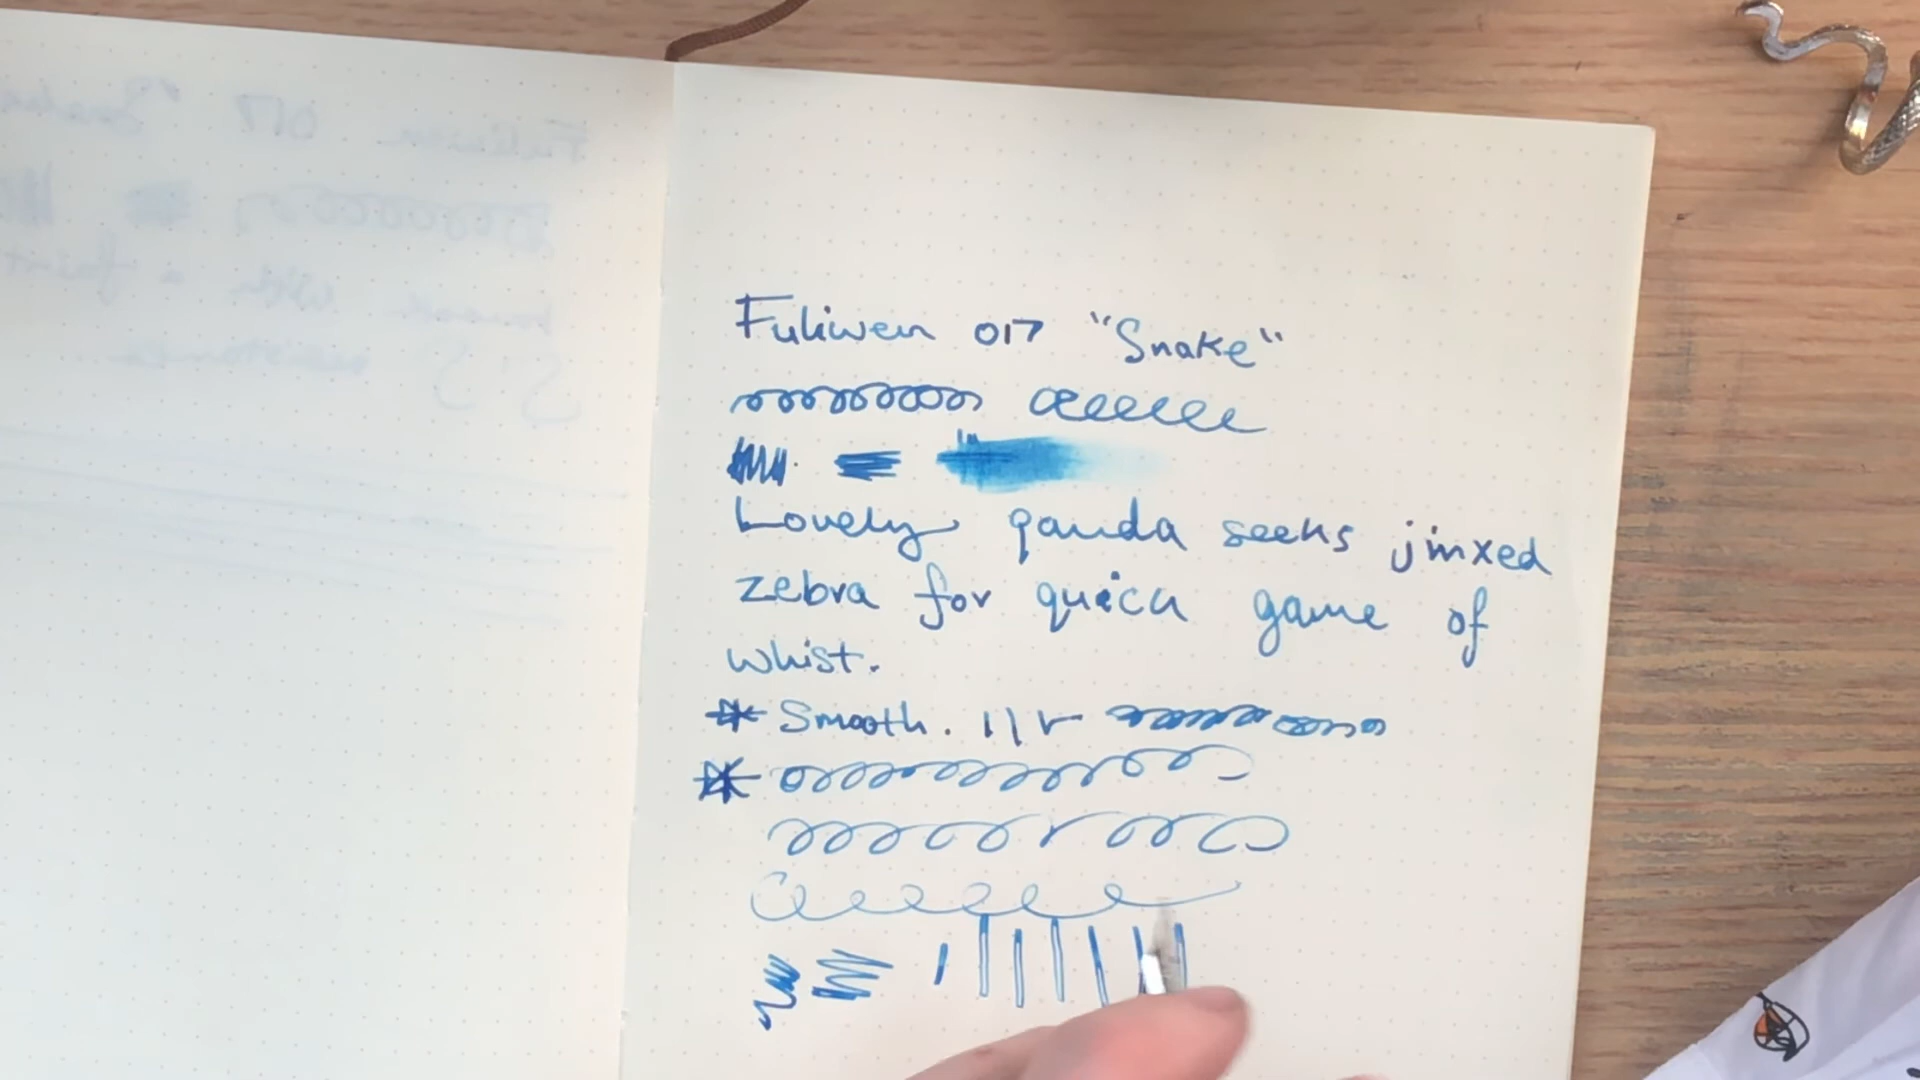 Fuliwen 017 "Snake"
Lovely panda seeks jinxed
zebra for quick game of
whist.
* Smooth.